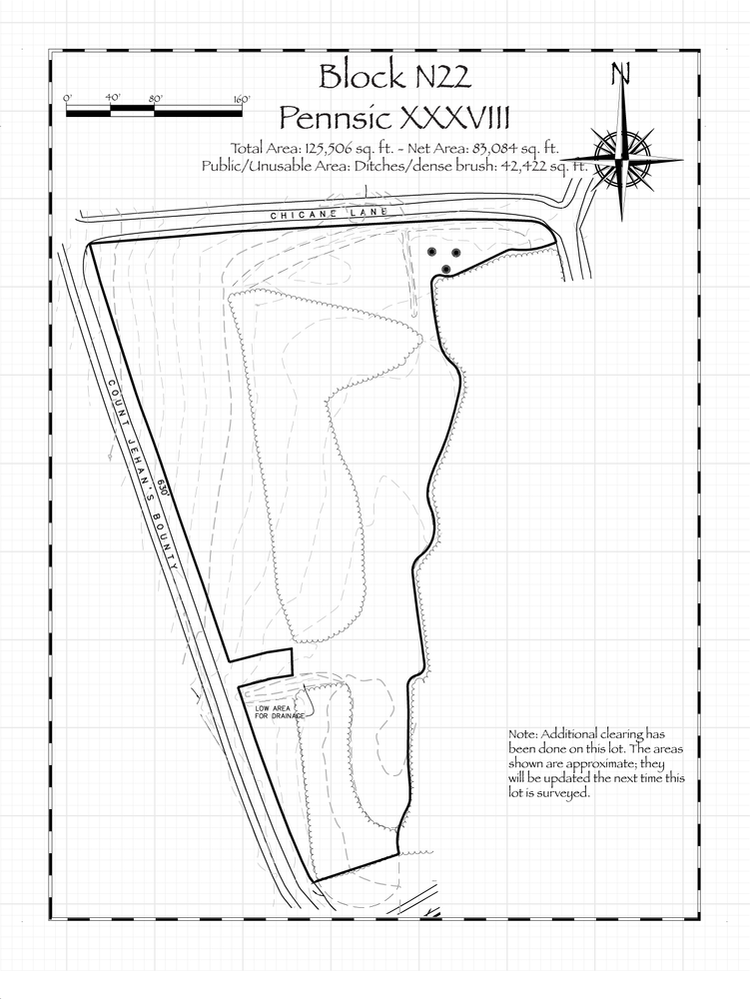 Block N22
N
0' 40' 80' 160'
Pennsic XXXVIII
Total Area: 125,506 sq. ft. - Net Area: 83,084 sq. ft.
Public/Unusable Area: Ditches/dense brush: 42,422 sq. ft.
CHICANE LANE
COUNT JEHAN'S BOUNTY
630'
LOW AREA
FOR DRAINAGE
Note: Additional clearing has
been done on this lot. The areas
shown are approximate; they
will be updated the next time this
lot is surveyed.